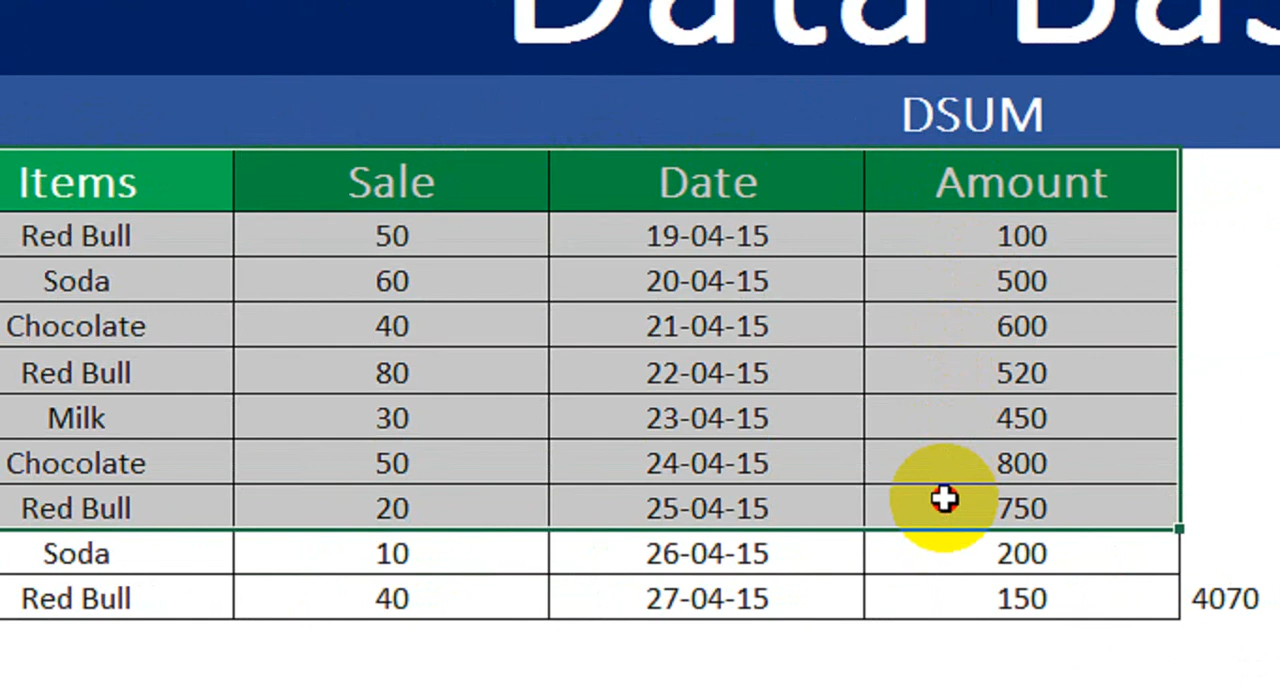 Data Bas
DSUM
Items Sale Date Amount
Red Bull 50 19-04-15 100
Soda 60 20-04-15 500
Chocolate 40 21-04-15 600
Red Bull 80 22-04-15 520
Milk 30 23-04-15 450
Chocolate 50 24-04-15 800
Red Bull 20 25-04-15 750
Soda 10 26-04-15 200
Red Bull 40 27-04-15 150 4070